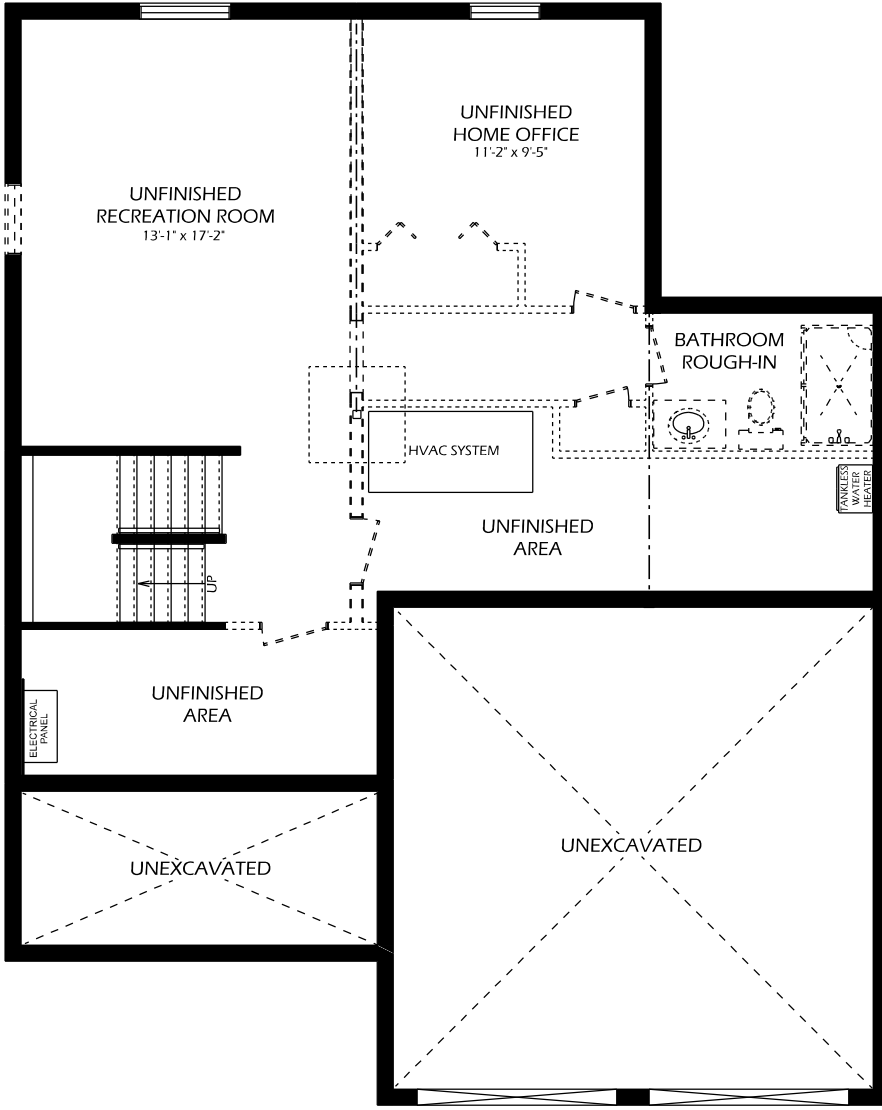 UNFINISHED
HOME OFFICE
11'-2" x 9'-5"
UNFINISHED
RECREATION ROOM
13'-1" x 17'-2"
BATHROOM
ROUGH-IN
HVAC SYSTEM
TANKLESS
WATER
HEATER
UNFINISHED
AREA
UP
UNFINISHED
AREA
ELECTRICAL
PANEL
UNEXCAVATED
UNEXCAVATED